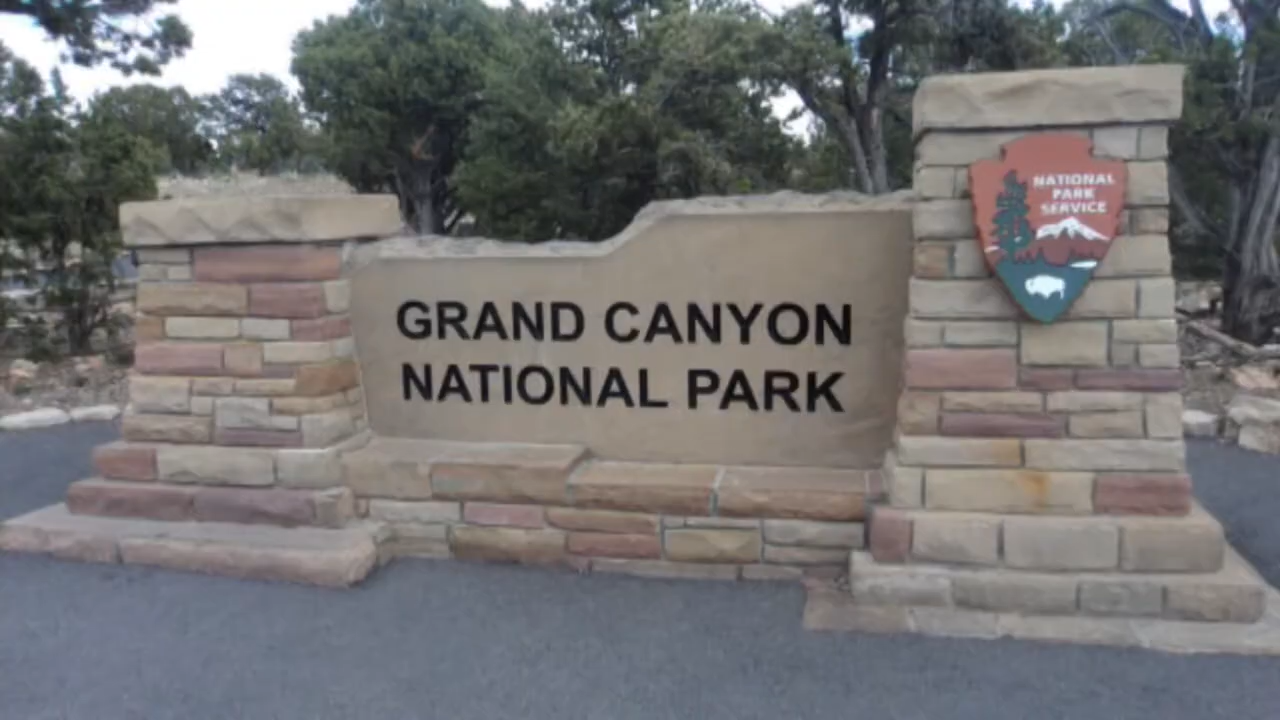 GRAND CANYON
NATIONAL PARK
NATIONAL
PARK
SERVICE